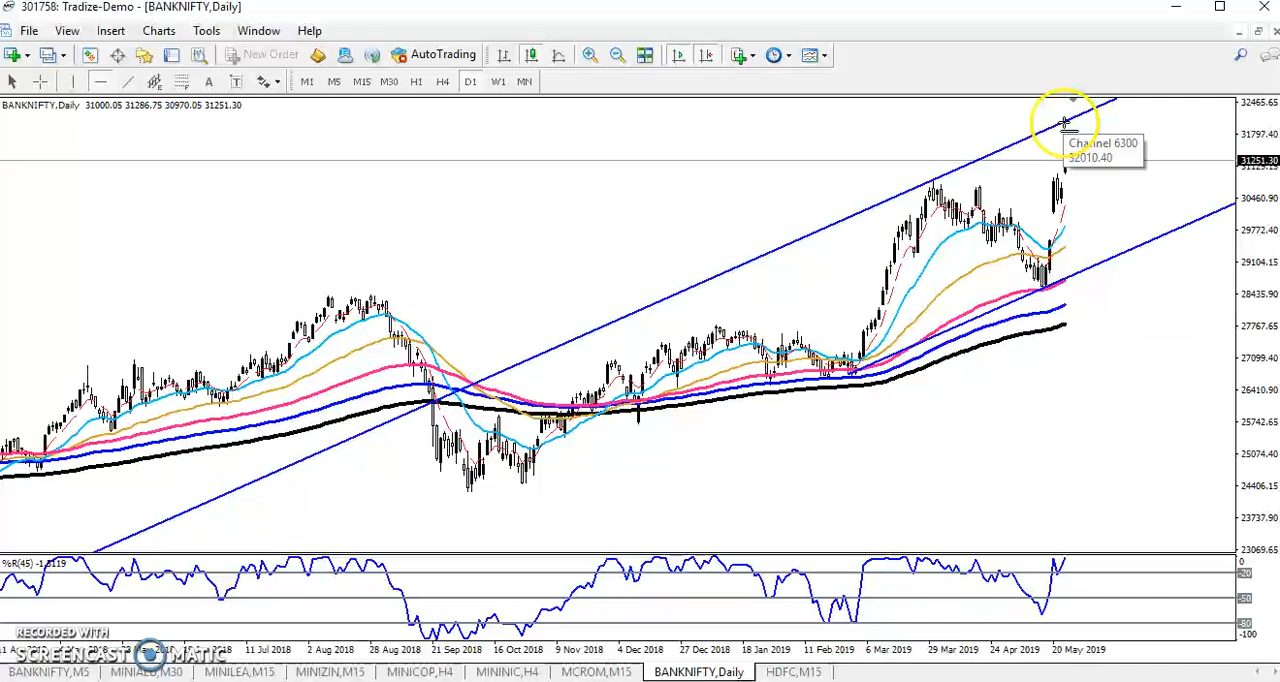 301758: Tradize-Demo - [BANKNIFTY,Daily]
File View Insert Charts Tools Window Help
New Order AutoTrading
A T M1 M5 M15 M30 H1 H4 D1 W1 MN
BANKNIFTY,Daily 31000.05 31286.75 30970.05 31251.30
32465.65
31797.40
Channel 6300
32010.40
31251.30
30460.90
29772.40
29104.15
28435.90
27767.65
27099.40
26410.90
25742.65
25074.40
24406.15
23737.90
23069.65
%R(45) -1.5119
0
-20
-50
-80
-100
RECORDED WITH
SCREENCAST MATIC
2018 11 Jul 2018 2 Aug 2018 28 Aug 2018 21 Sep 2018 16 Oct 2018 9 Nov 2018 4 Dec 2018 27 Dec 2018 18 Jan 2019 11 Feb 2019 6 Mar 2019 29 Mar 2019 24 Apr 2019 20 May 2019
BANKNIFTY,M5 MINIALU,M30 MINILEA,M15 MINIZIN,M15 MINICOP,H4 MININIC,H4 MCROM,M15 BANKNIFTY,Daily HDFC,M15